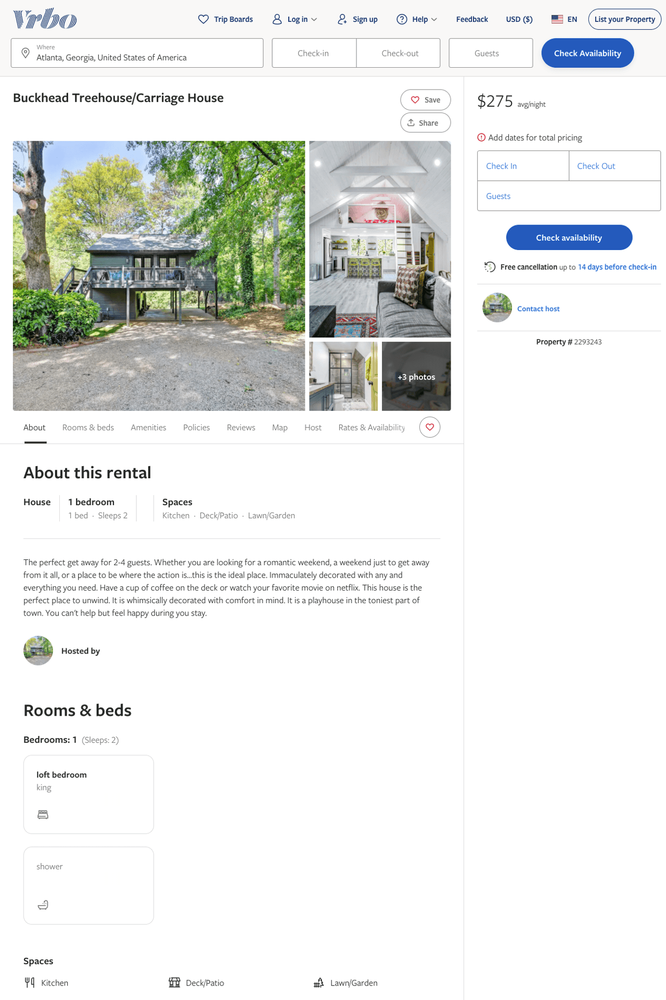 Vrbo
Trip Boards
Log in
Sign up
Help
Feedback
USD ($)
EN
List your Property
Where
Atlanta, Georgia, United States of America
Check-in
Check-out
Guests
Check Availability
Buckhead Treehouse/Carriage House
Save
Share
+3 photos
$275 avg/night
Add dates for total pricing
Check In
Check Out
Guests
Check availability
Free cancellation up to 14 days before check-in
Contact host
Property # 2293243
About
Rooms & beds
Amenities
Policies
Reviews
Map
Host
Rates & Availability
About this rental
House
1 bedroom
1 bed · Sleeps 2
Spaces
Kitchen · Deck/Patio · Lawn/Garden
The perfect get away for 2-4 guests. Whether you are looking for a romantic weekend, a weekend just to get away
from it all, or a place to be where the action is...this is the ideal place. Immaculately decorated with any and
everything you need. Have a cup of coffee on the deck or watch your favorite movie on netflix. This house is the
perfect place to unwind. It is whimsically decorated with comfort in mind. It is a playhouse in the toniest part of
town. You can't help but feel happy during you stay.
Hosted by
Rooms & beds
Bedrooms: 1 (Sleeps: 2)
loft bedroom
king
shower
Spaces
Kitchen
Deck/Patio
Lawn/Garden